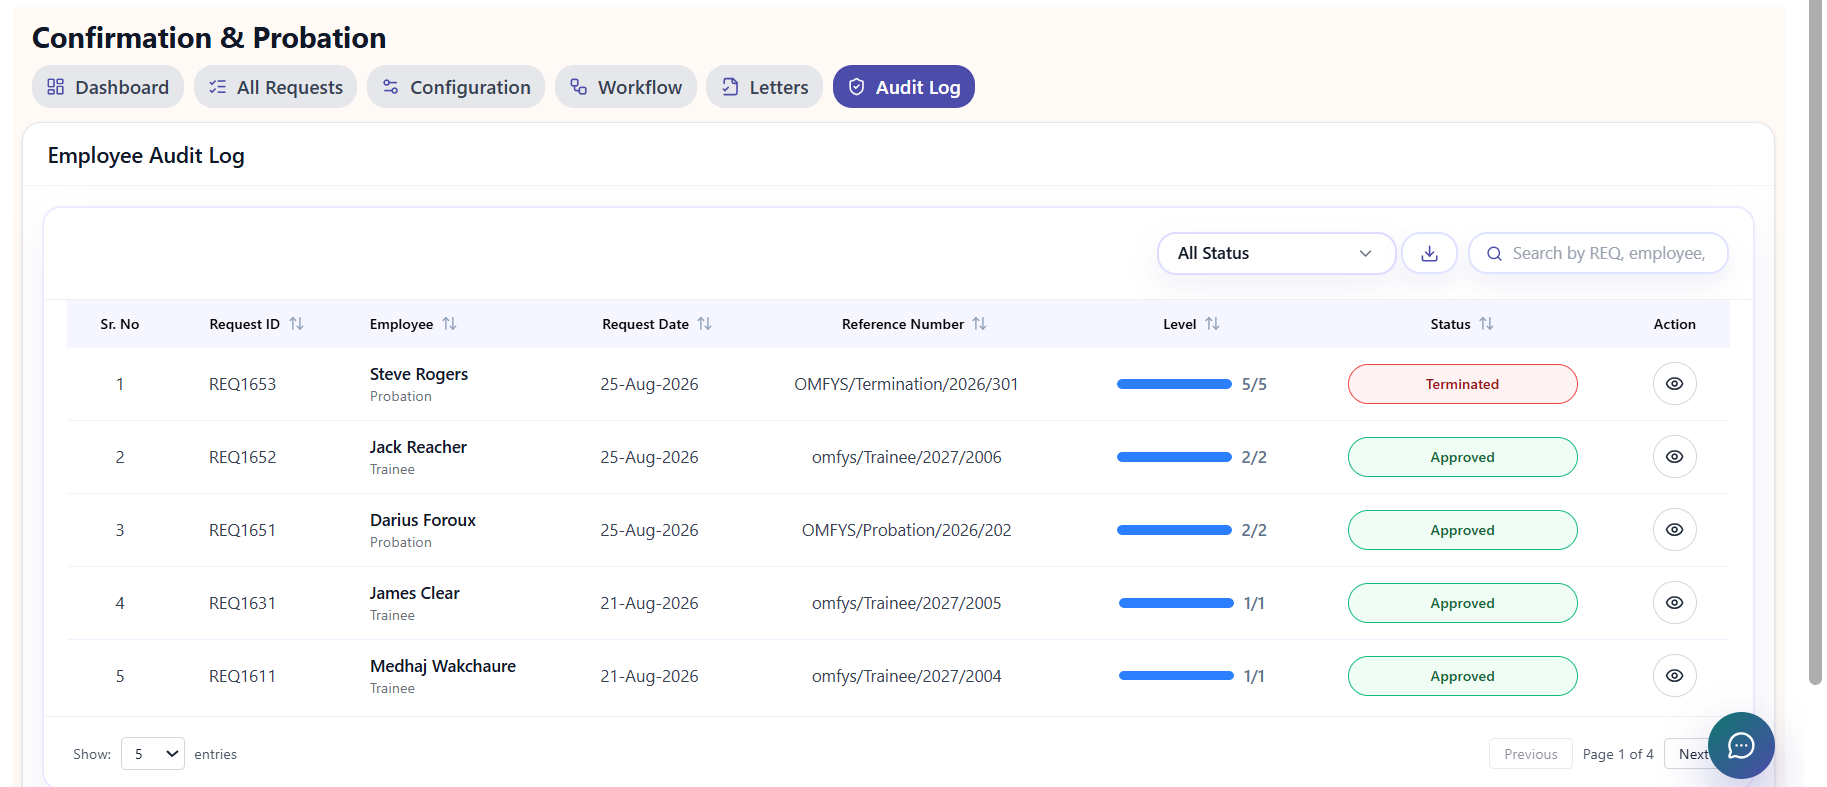 Confirmation & Probation
Dashboard All Requests Configuration Workflow Letters Audit Log
Employee Audit Log
All Status Search by REQ, employee,
Sr. No Request ID Employee Request Date Reference Number Level Status Action
1 REQ1653 Steve Rogers Probation 25-Aug-2026 OMFYS/Termination/2026/301 5/5 Terminated
2 REQ1652 Jack Reacher Trainee 25-Aug-2026 omfys/Trainee/2027/2006 2/2 Approved
3 REQ1651 Darius Foroux Probation 25-Aug-2026 OMFYS/Probation/2026/202 2/2 Approved
4 REQ1631 James Clear Trainee 21-Aug-2026 omfys/Trainee/2027/2005 1/1 Approved
5 REQ1611 Medhaj Wakchaure Trainee 21-Aug-2026 omfys/Trainee/2027/2004 1/1 Approved
Show: 5 entries Previous Page 1 of 4 Next